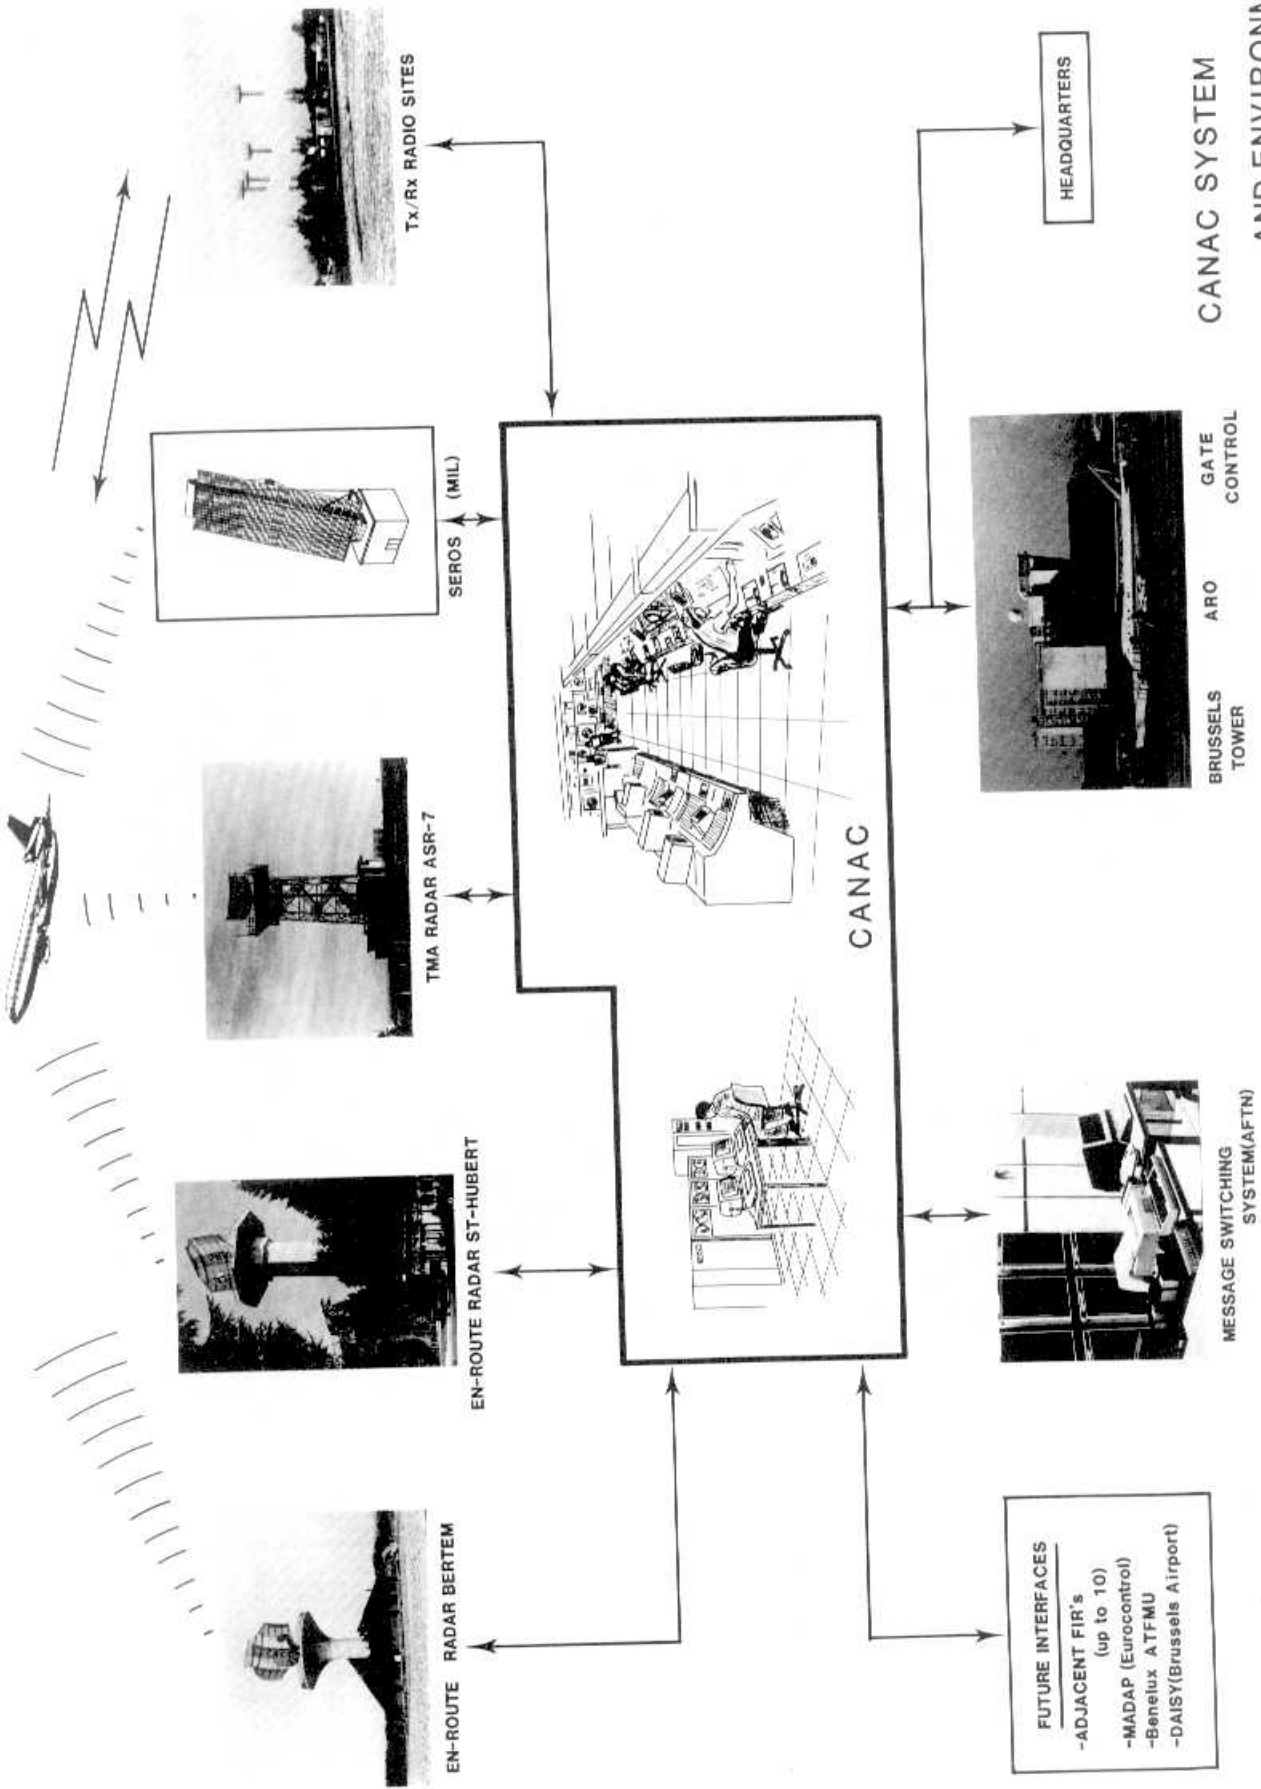 EN-ROUTE RADAR BERTEM
EN-ROUTE RADAR ST-HUBERT
TMA RADAR ASR-7
SEROS (MIL)
Tx/Rx RADIO SITES
CANAC
FUTURE INTERFACES
-ADJACENT FIR's
(up to 10)
-MADAP (Eurocontrol)
-Benelux ATFMU
-DAISY(Brussels Airport)
MESSAGE SWITCHING
SYSTEM(AFTN)
BRUSSELS
TOWER
ARO
GATE
CONTROL
HEADQUARTERS
CANAC SYSTEM
AND